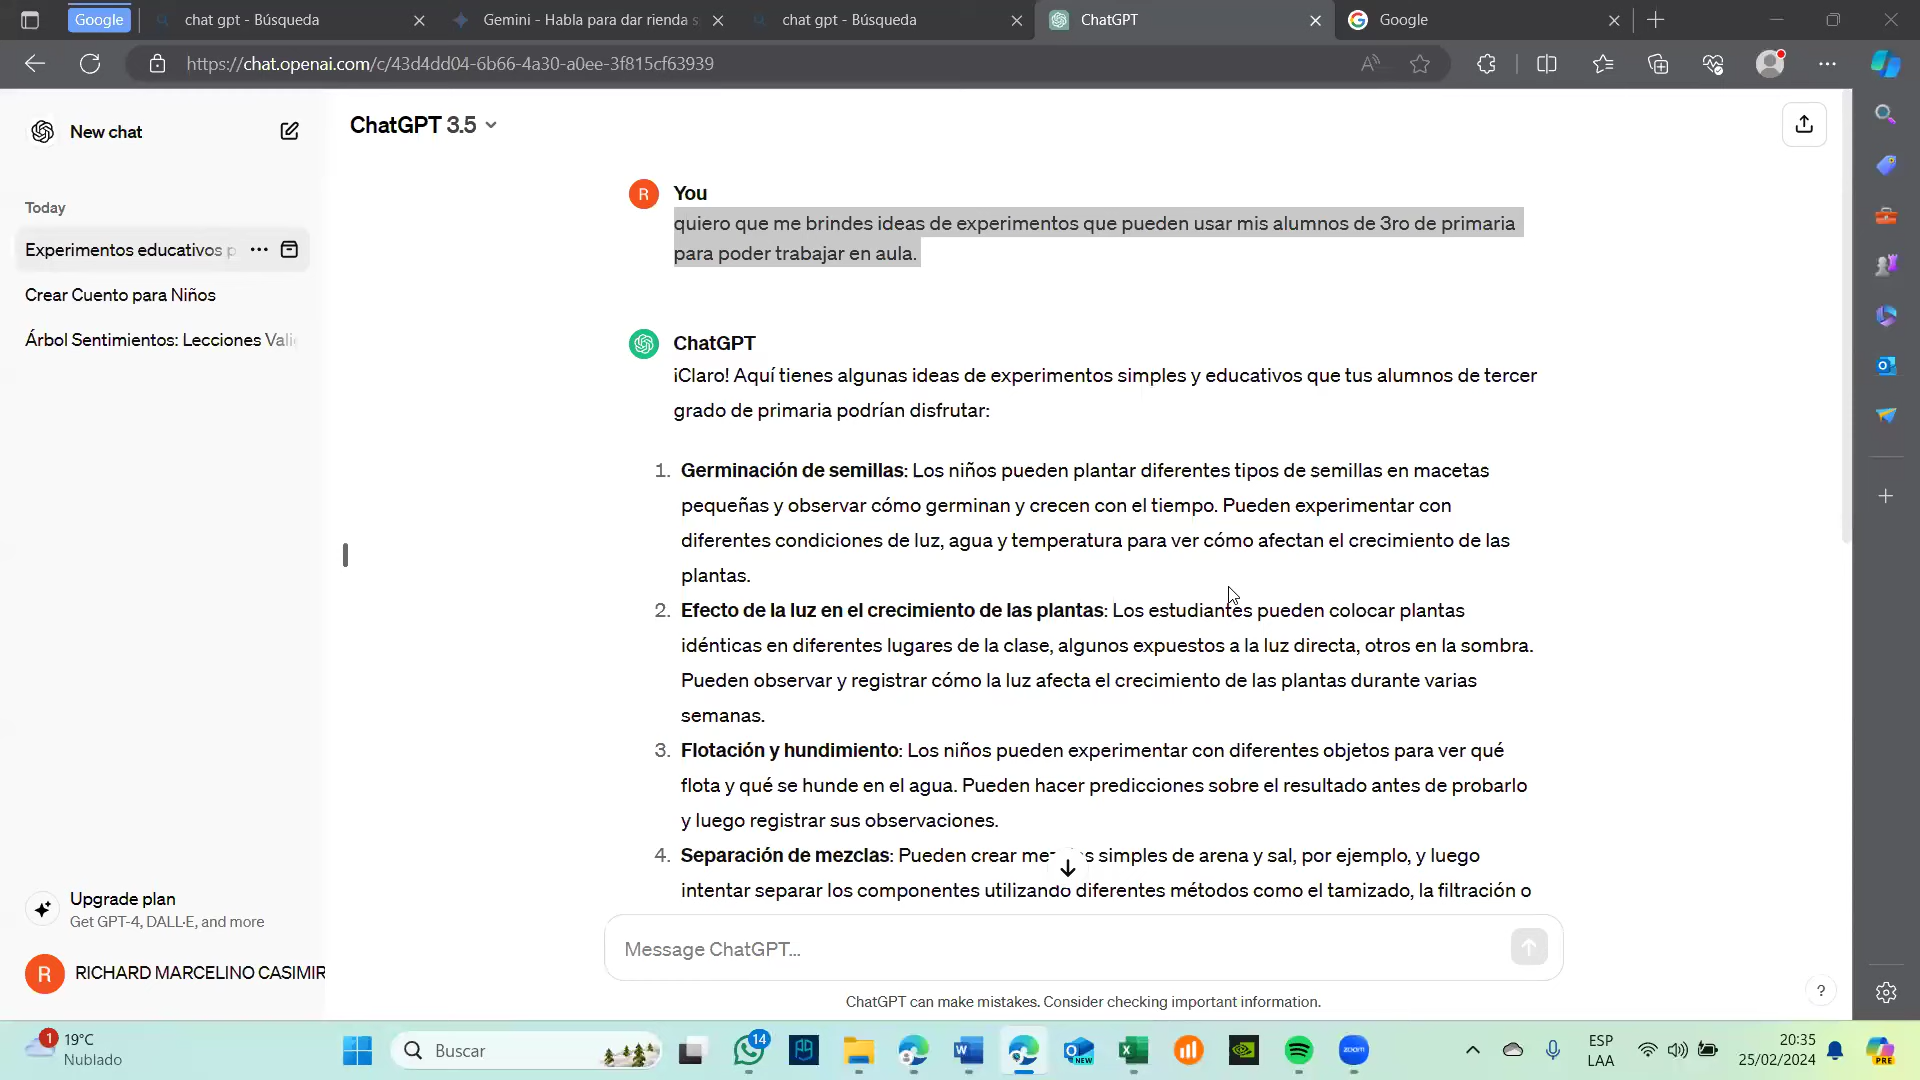 Google
chat gpt - Búsqueda
Gemini - Habla para dar rienda s
chat gpt - Búsqueda
ChatGPT
Google
https://chat.openai.com/c/43d4dd04-6b66-4a30-a0ee-3f815cf63939
New chat
ChatGPT 3.5
Today
Experimentos educativos p
Crear Cuento para Niños
Árbol Sentimientos: Lecciones Vali
R
You
quiero que me brindes ideas de experimentos que pueden usar mis alumnos de 3ro de primaria
para poder trabajar en aula.
ChatGPT
¡Claro! Aquí tienes algunas ideas de experimentos simples y educativos que tus alumnos de tercer
grado de primaria podrían disfrutar:
1. Germinación de semillas: Los niños pueden plantar diferentes tipos de semillas en macetas
pequeñas y observar cómo germinan y crecen con el tiempo. Pueden experimentar con
diferentes condiciones de luz, agua y temperatura para ver cómo afectan el crecimiento de las
plantas.
2. Efecto de la luz en el crecimiento de las plantas: Los estudiantes pueden colocar plantas
idénticas en diferentes lugares de la clase, algunos expuestos a la luz directa, otros en la sombra.
Pueden observar y registrar cómo la luz afecta el crecimiento de las plantas durante varias
semanas.
3. Flotación y hundimiento: Los niños pueden experimentar con diferentes objetos para ver qué
flota y qué se hunde en el agua. Pueden hacer predicciones sobre el resultado antes de probarlo
y luego registrar sus observaciones.
4. Separación de mezclas: Pueden crear simples de arena y sal, por ejemplo, y luego
intentar separar los componentes utilizando diferentes métodos como el tamizado, la filtración o
Upgrade plan
Get GPT-4, DALL·E, and more
R
RICHARD MARCELINO CASIMIR
Message ChatGPT...
ChatGPT can make mistakes. Consider checking important information.
?
1
19°C
Nublado
Buscar
14
NEW
zoom
ESP
LAA
20:35
25/02/2024
PRE